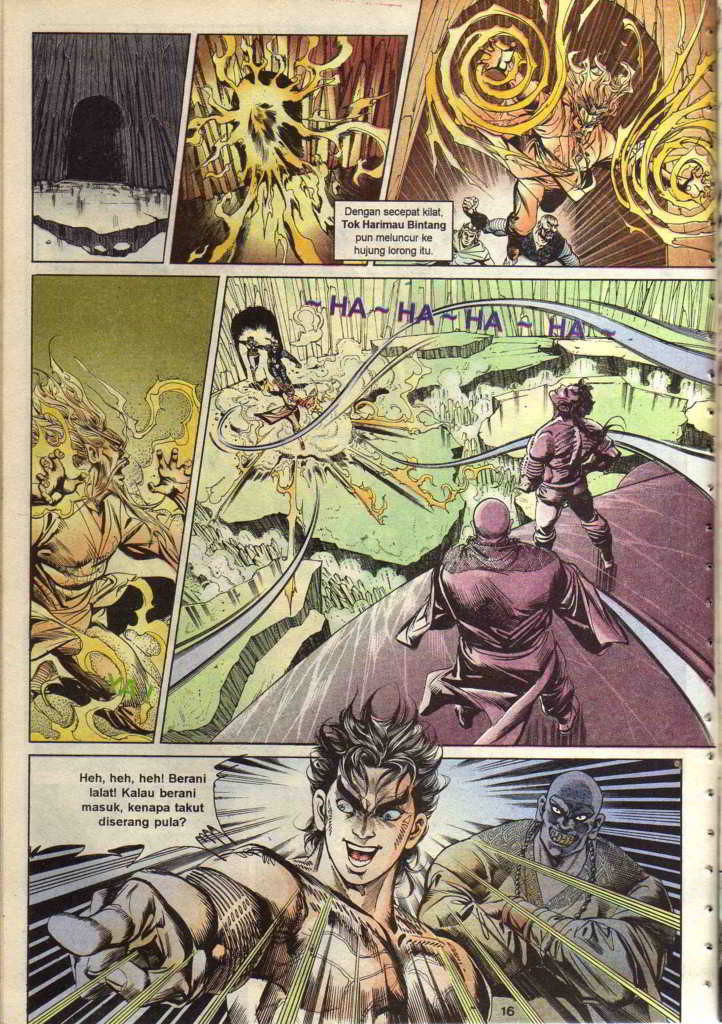 Dengan secepat kilat,
Tok Harimau Bintang
pun meluncur ke
hujung lorong itu.
~ HA ~ HA ~ HA ~ HA ~
Heh, heh, heh! Berani
lalat! Kalau berani
masuk, kenapa takut
diserang pula?
16